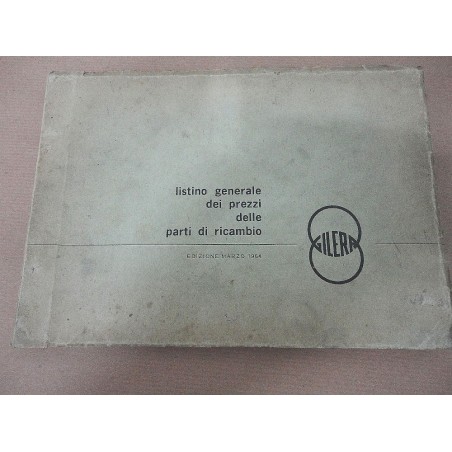 listino generale
dei prezzi
delle
parti di ricambio
EDIZIONE MARZO 1964
GILERA